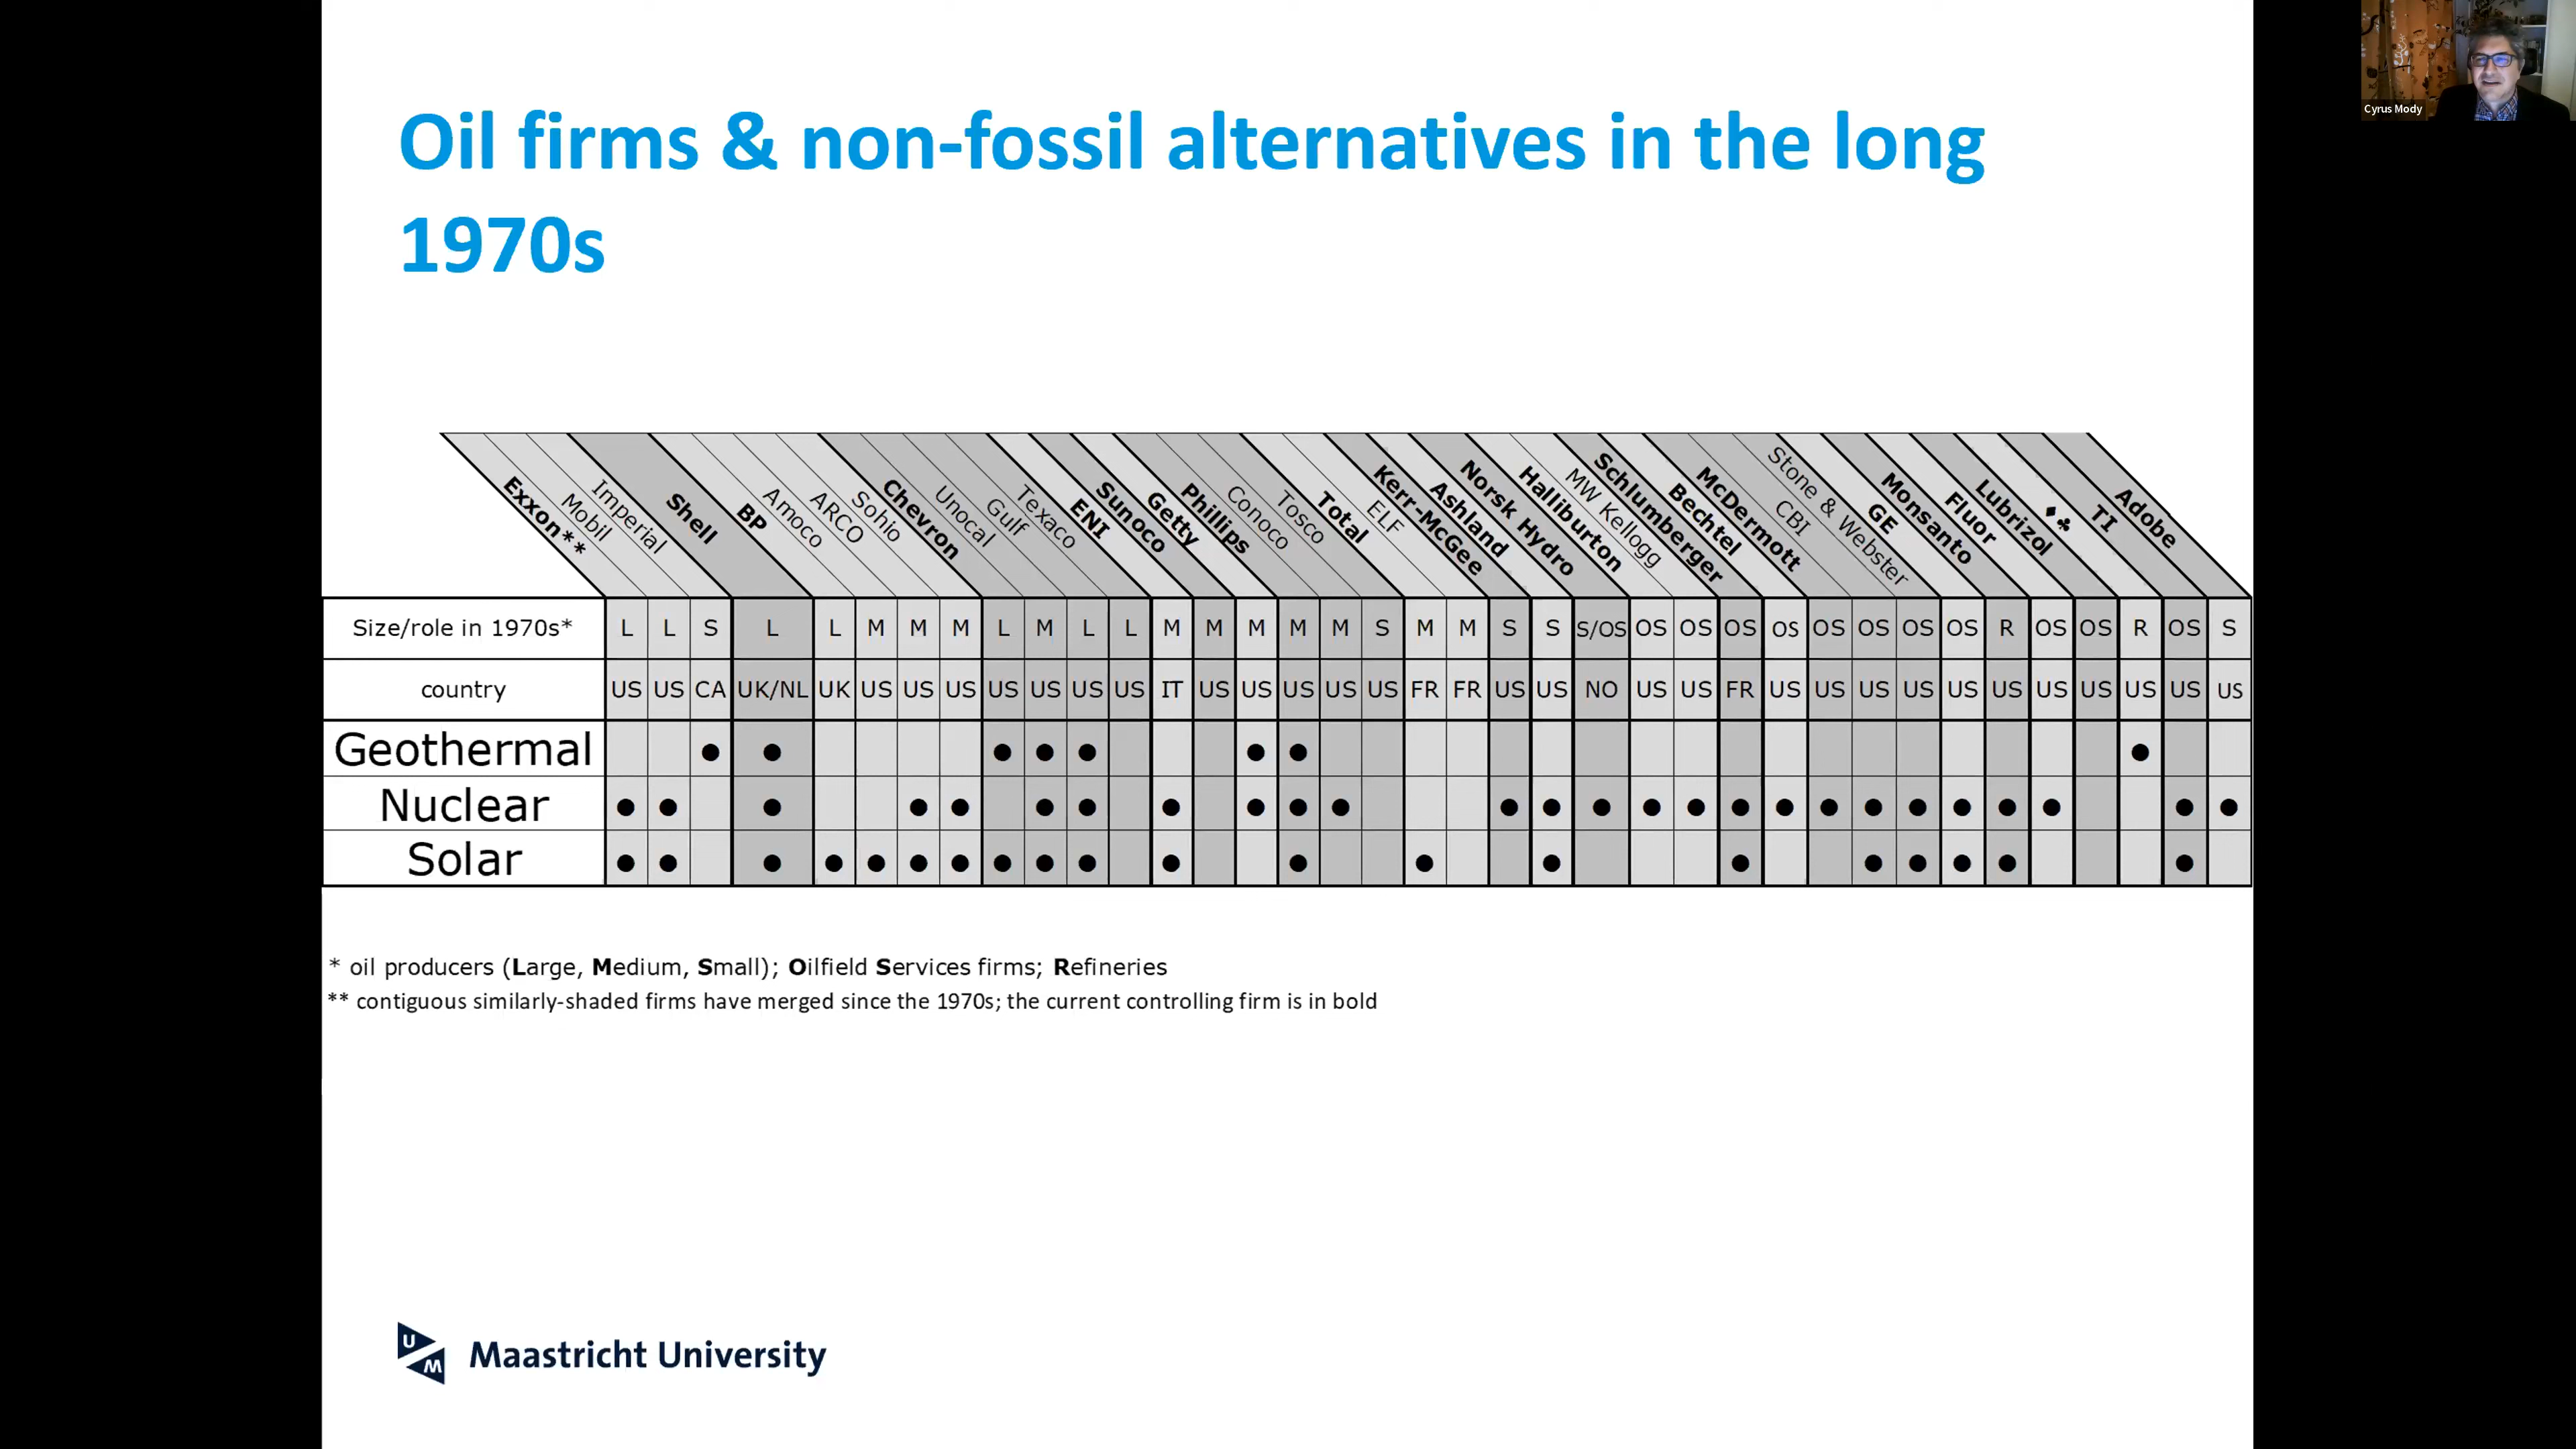 Cyrus Mody
Oil firms & non-fossil alternatives in the long
1970s
Exxon** Mobil Imperial Shell BP Amoco ARCO Sohio Chevron Unocal Gulf Texaco ENI Sunoco Getty Phillips Conoco Tosco Total ELF Kerr-McGee Ashland Norsk Hydro Halliburton MW Kellogg Schlumberger Bechtel McDermott CBI Stone & Webster GE Monsanto Fluor Lubrizol ♦♣ TI Adobe
Size/role in 1970s* L L S L L M M M L M L L M M M M M S M M S S S/OS OS OS OS OS OS OS OS OS R OS OS R OS S
country US US CA UK/NL UK US US US US US US US IT US US US US US FR FR US US NO US US FR US US US US US US US US US US US
Geothermal ● ● ● ● ● ● ● ●
Nuclear ● ● ● ● ● ● ● ● ● ● ● ● ● ● ● ● ● ● ● ● ● ● ● ● ● ●
Solar ● ● ● ● ● ● ● ● ● ● ● ● ● ● ● ● ● ● ● ●
* oil producers (Large, Medium, Small); Oilfield Services firms; Refineries
** contiguous similarly-shaded firms have merged since the 1970s; the current controlling firm is in bold
UM Maastricht University